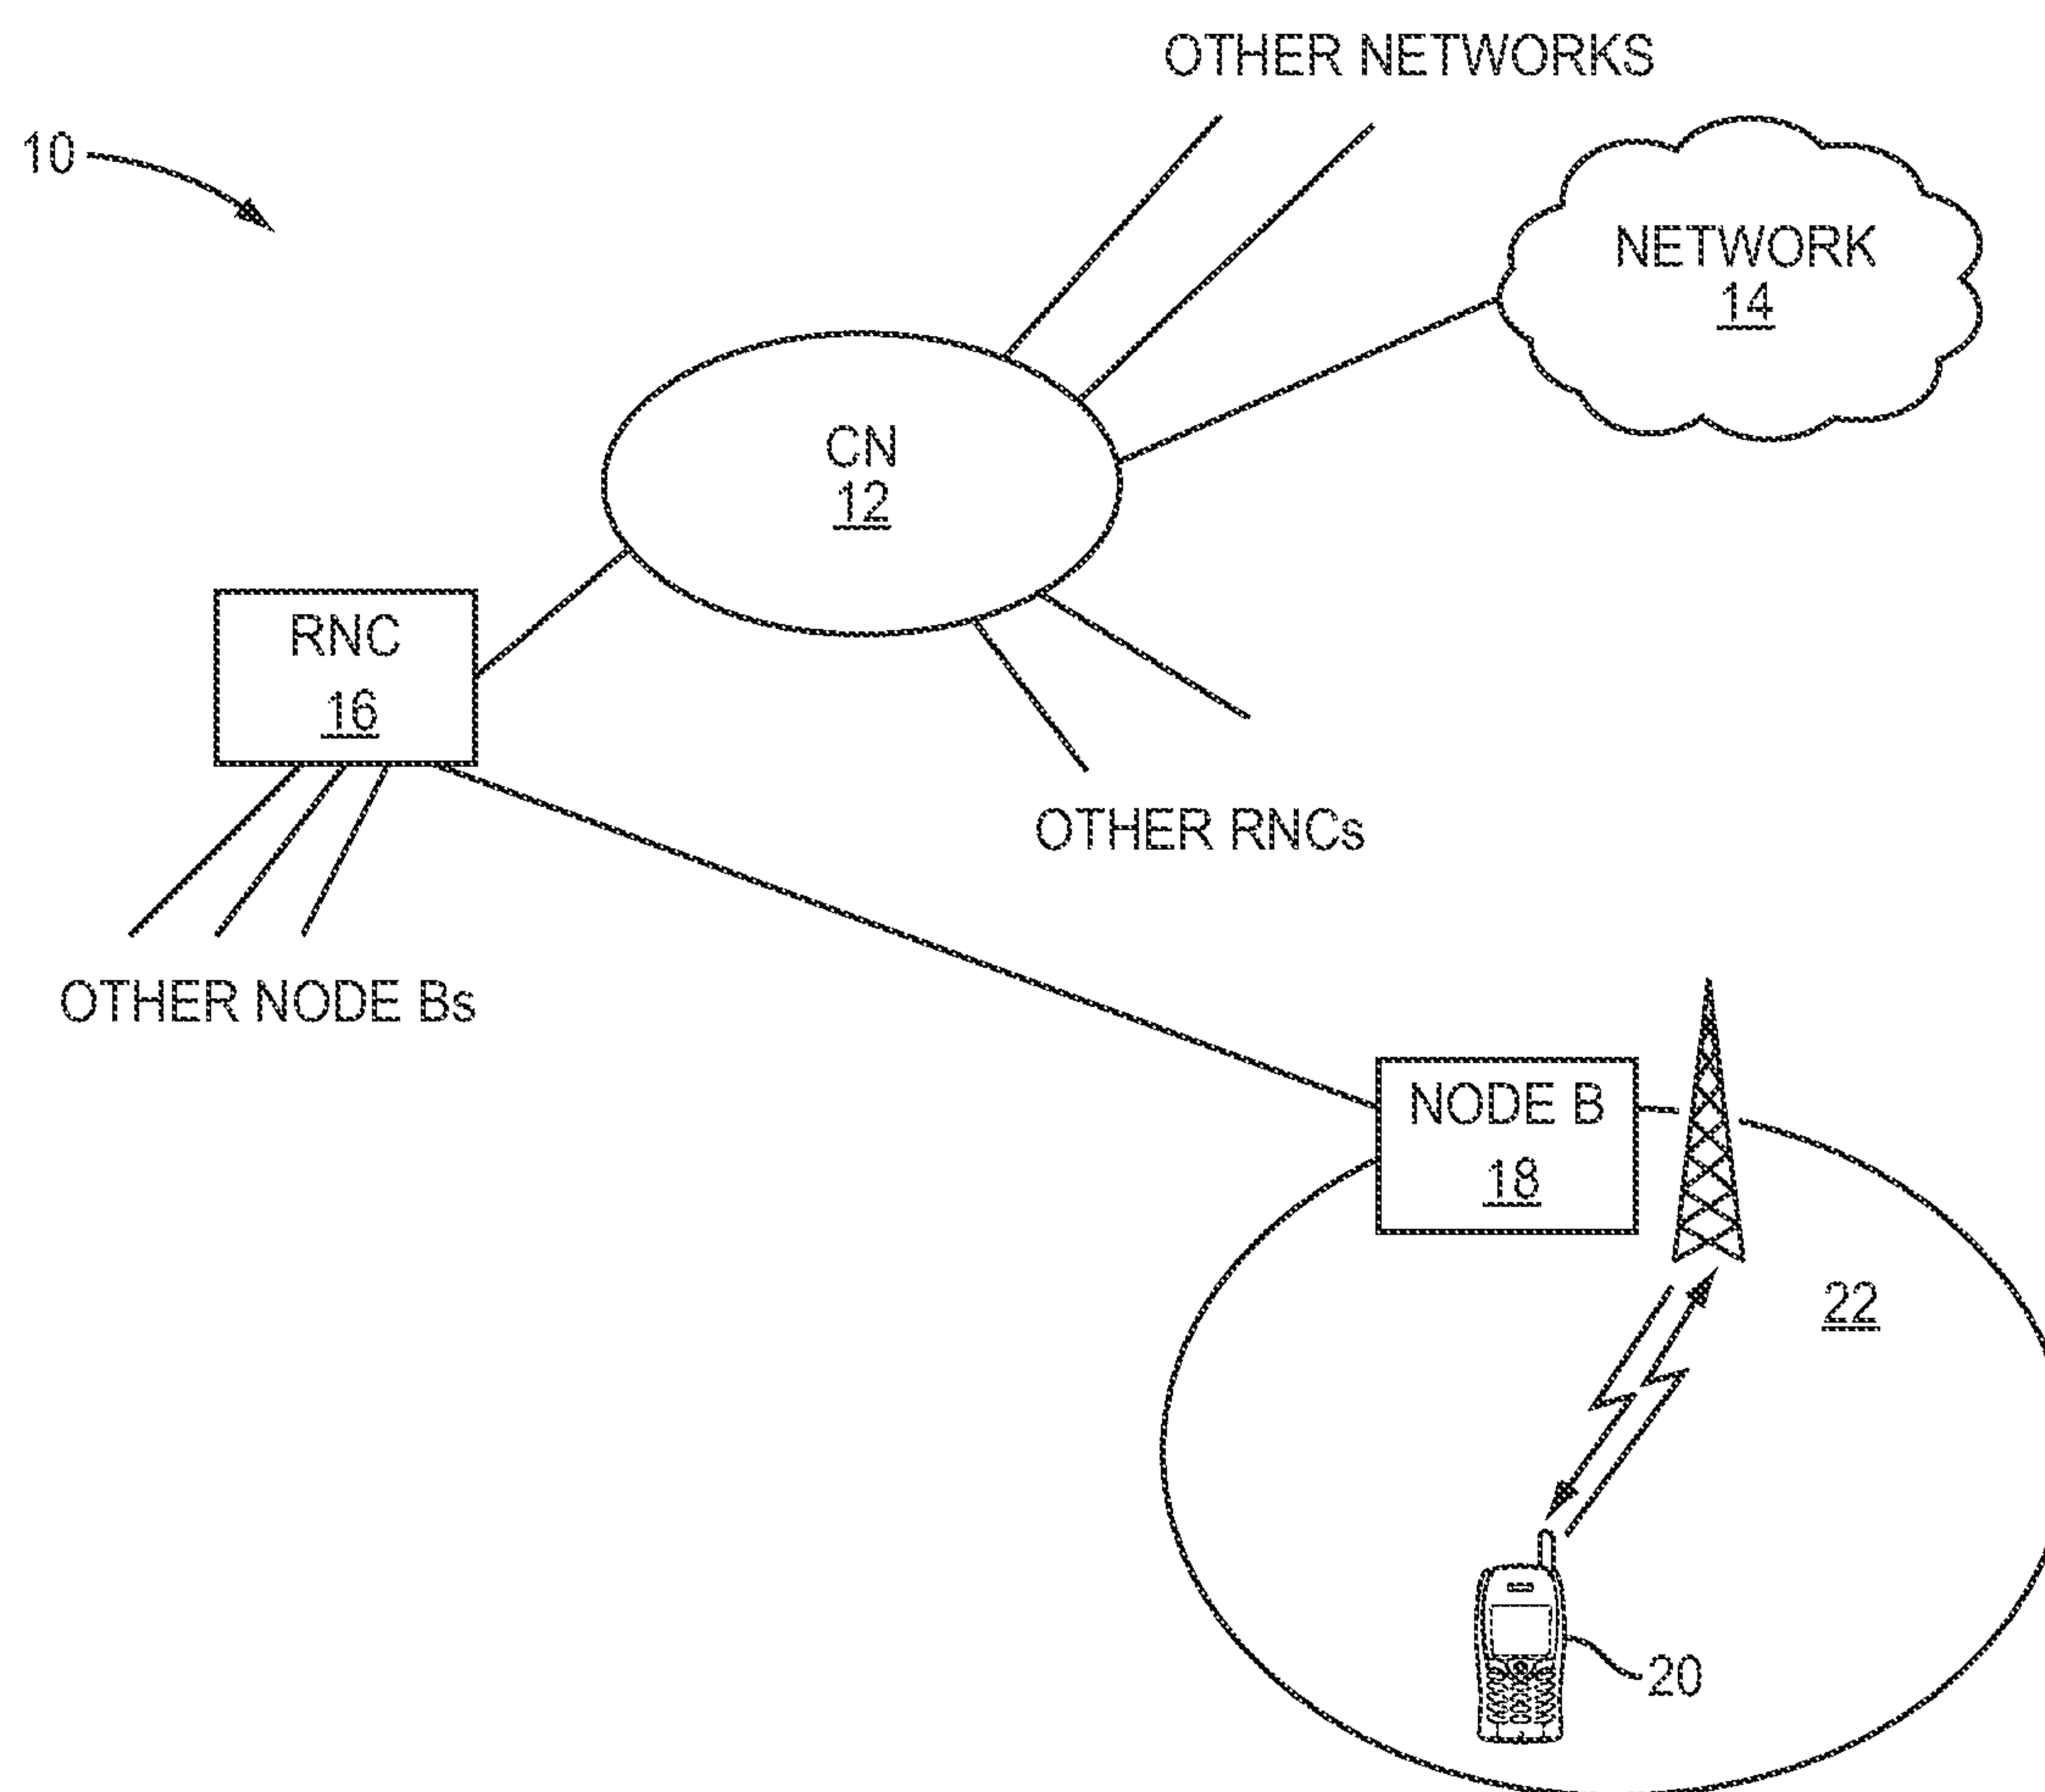 OTHER NETWORKS
10
NETWORK
14
CN
12
RNC
16
OTHER RNCs
OTHER NODE Bs
NODE B
18
22
20